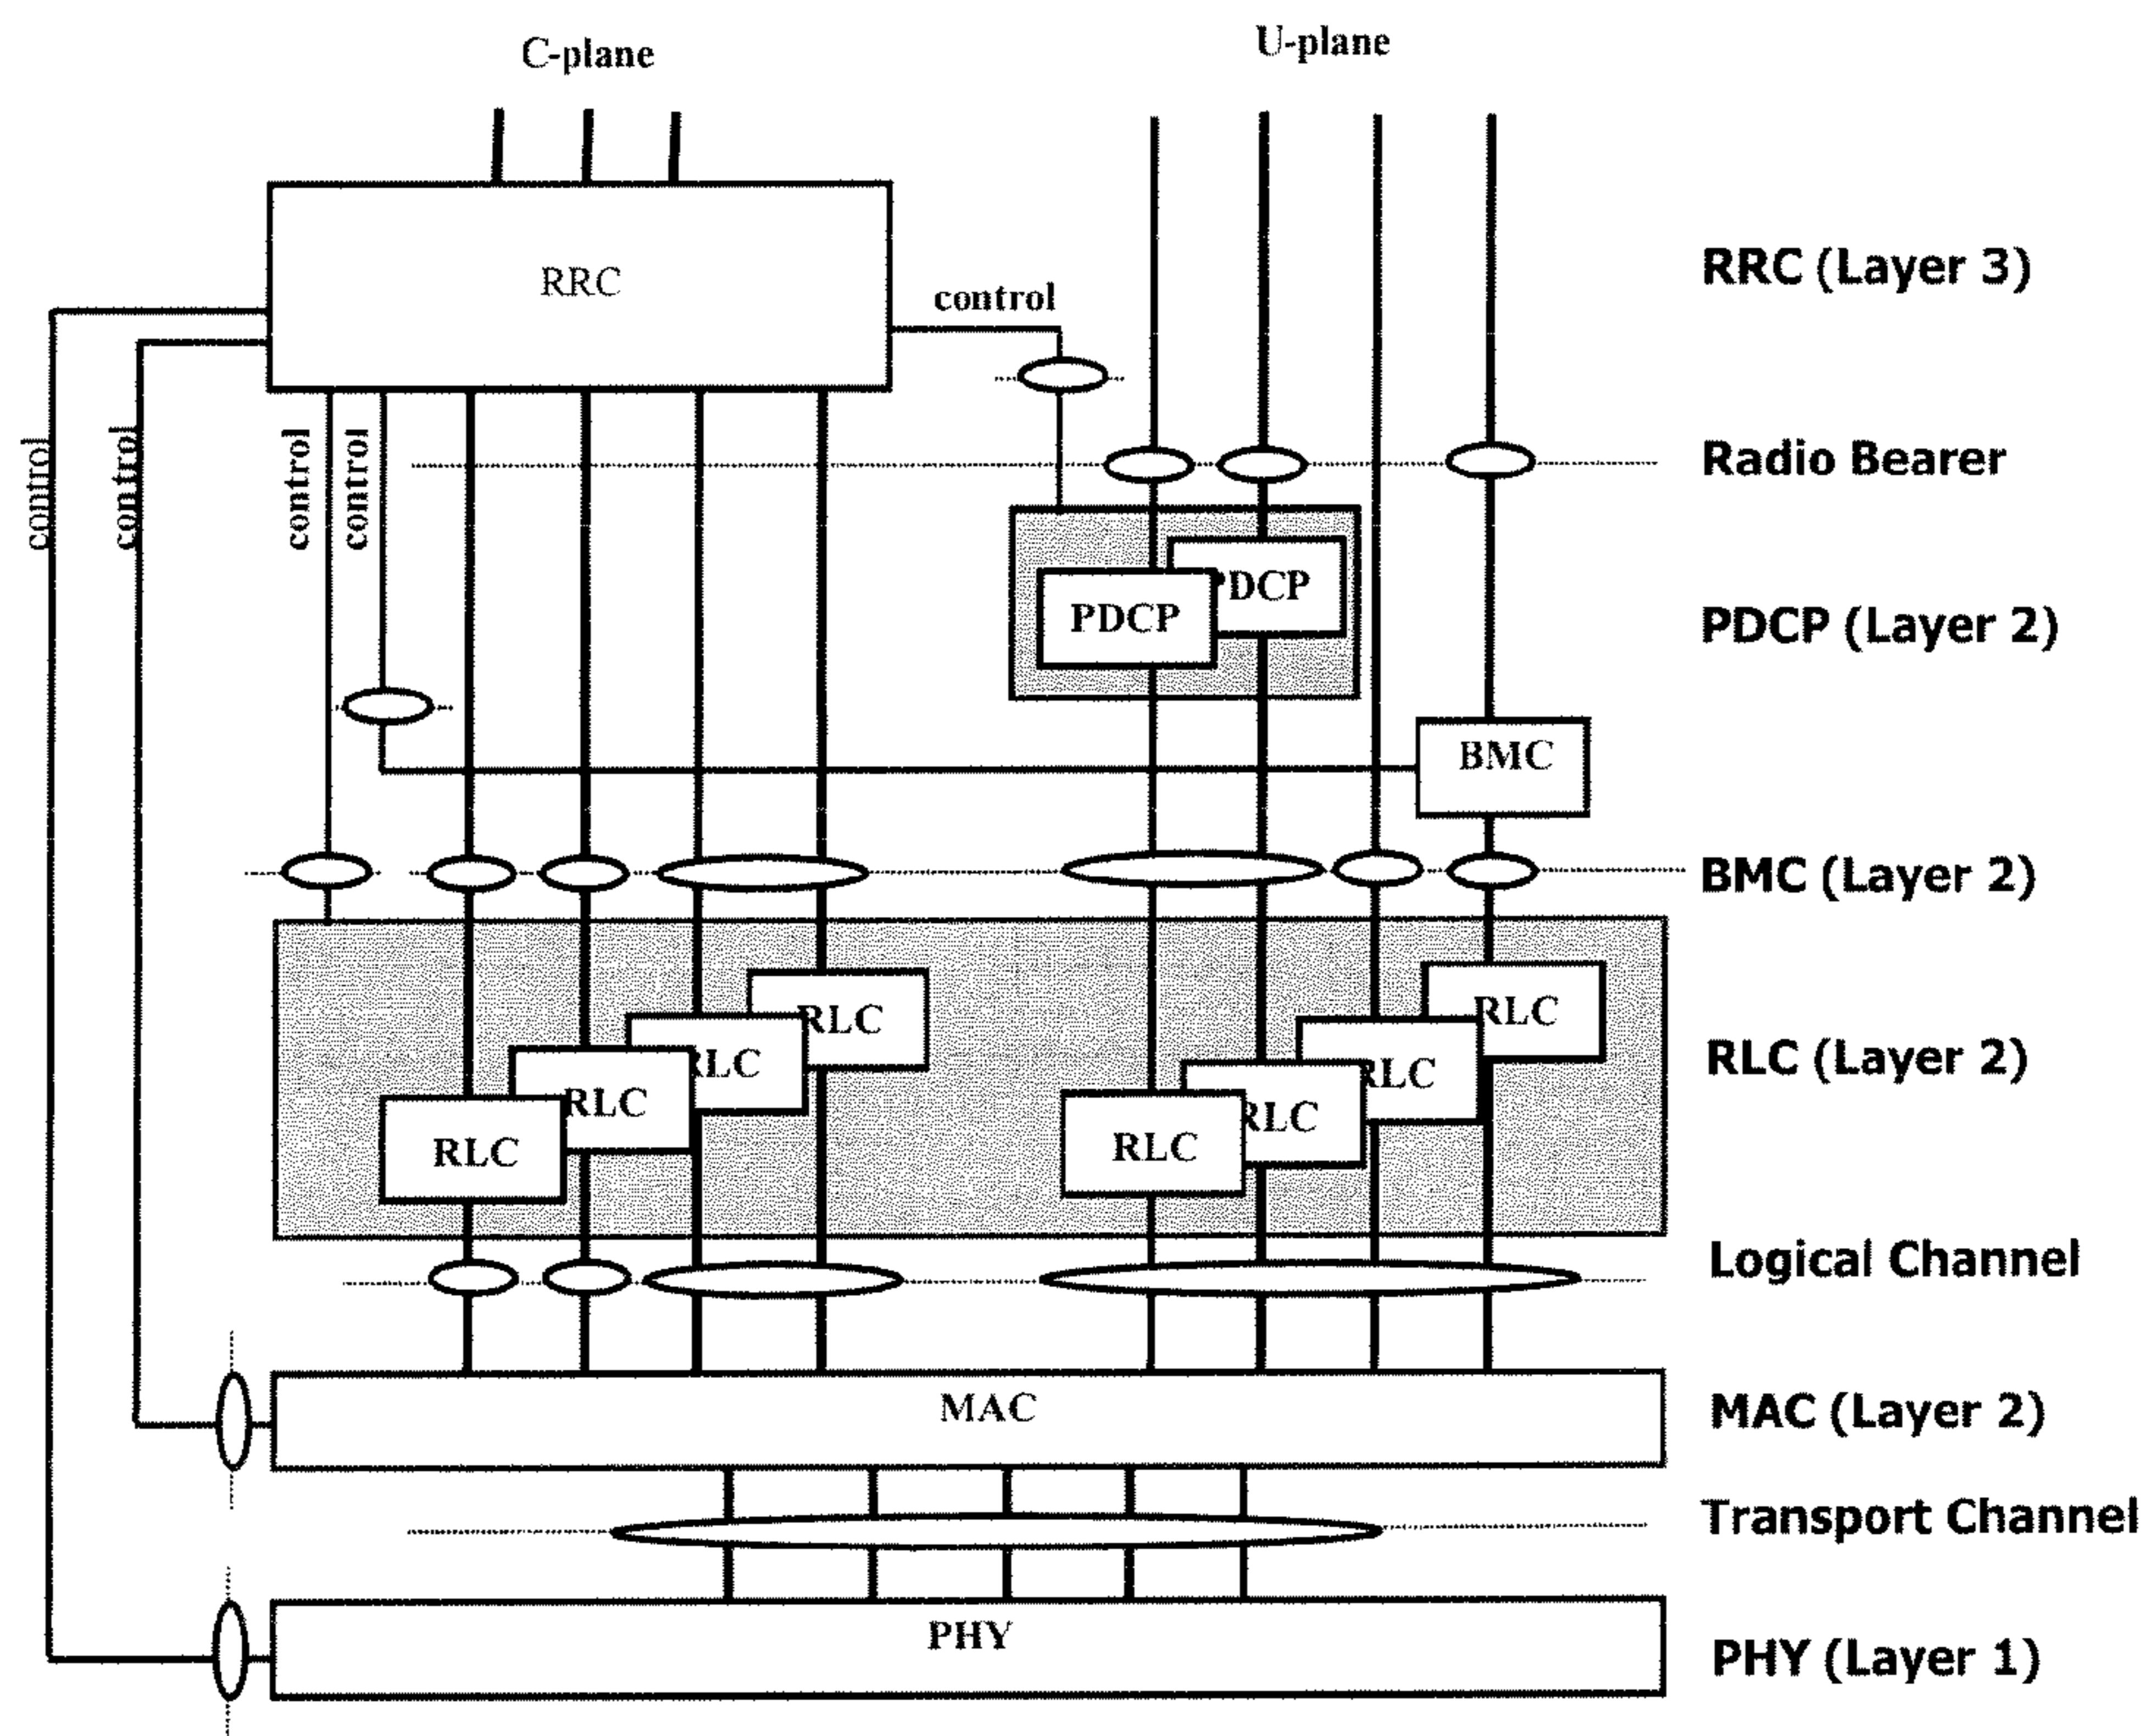 C-plane
U-plane
RRC
RRC (Layer 3)
control
control
control
control
control
Radio Bearer
PDCP
PDCP
PDCP (Layer 2)
BMC
BMC (Layer 2)
RLC
RLC
RLC
RLC
RLC
RLC
RLC
RLC
RLC (Layer 2)
Logical Channel
MAC
MAC (Layer 2)
Transport Channel
PHY
PHY (Layer 1)